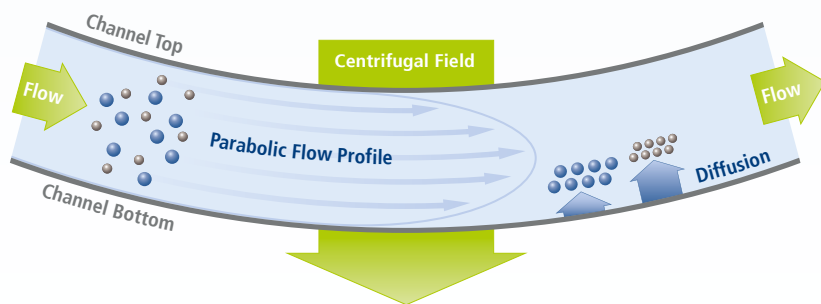 Channel Top
Centrifugal Field
Flow
Flow
Parabolic Flow Profile
Diffusion
Channel Bottom